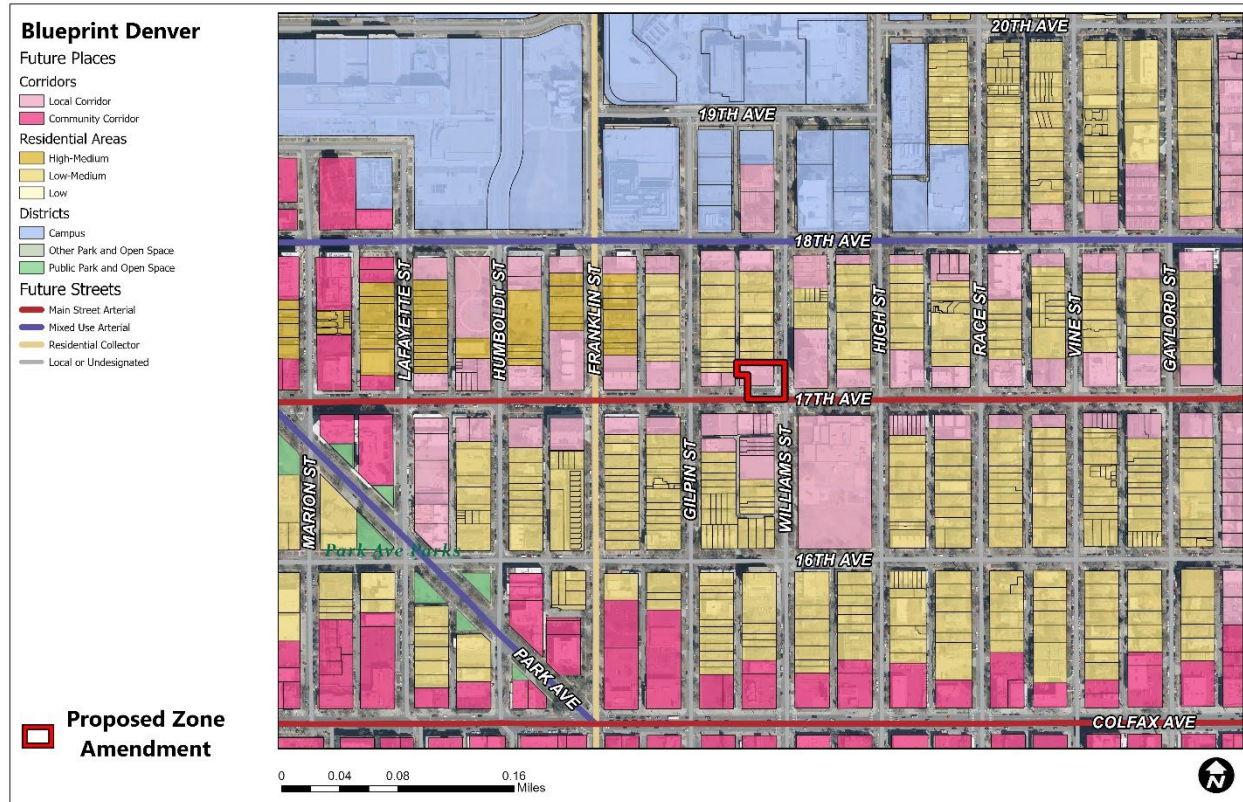 Blueprint Denver
Future Places
Corridors
Local Corridor
Community Corridor
Residential Areas
High-Medium
Low-Medium
Low
Districts
Campus
Other Park and Open Space
Public Park and Open Space
Future Streets
Main Street Arterial
Mixed Use Arterial
Residential Collector
Local or Undesignated
Proposed Zone
Amendment
20TH AVE
19TH AVE
18TH AVE
LAFAYETTE ST
HUMBOLDT ST
FRANKLIN ST
HIGH ST
RACE ST
VINE ST
GAYLORD ST
17TH AVE
MARION ST
GILPIN ST
WILLIAMS ST
Park Ave Parks
16TH AVE
PARK AVE
COLFAX AVE
0 0.04 0.08 0.16
Miles
N